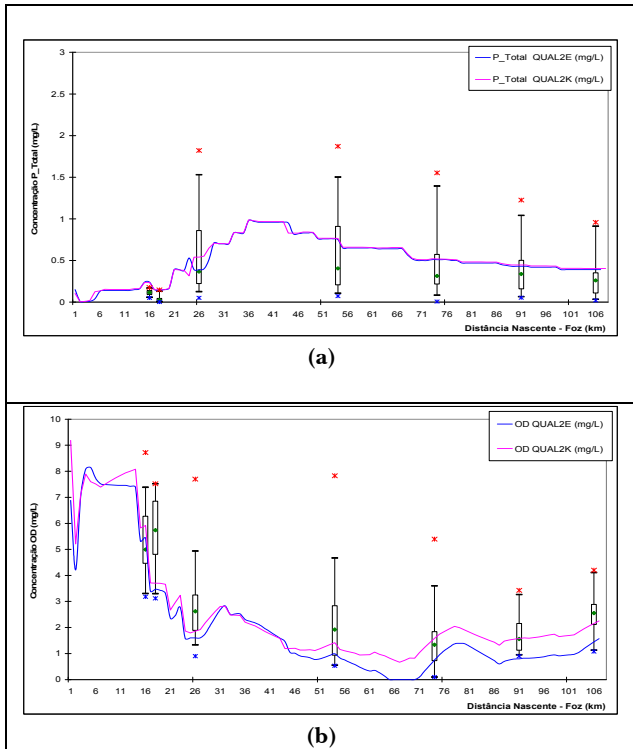 3
2.5
2
1.5
1
0.5
0
Concentração P_Total (mg/L)
P_Total QUAL2E (mg/L)
P_Total QUAL2K (mg/L)
1 6 11 16 21 26 31 36 41 46 51 56 61 66 71 76 81 86 91 96 101 106
Distância Nascente - Foz (km)
(a)
10
9
8
7
6
5
4
3
2
1
0
Concentração OD (mg/L)
OD QUAL2E (mg/L)
OD QUAL2K (mg/L)
1 6 11 16 21 26 31 36 41 46 51 56 61 66 71 76 81 86 91 96 101 106
Distância Nascente - Foz (km)
(b)